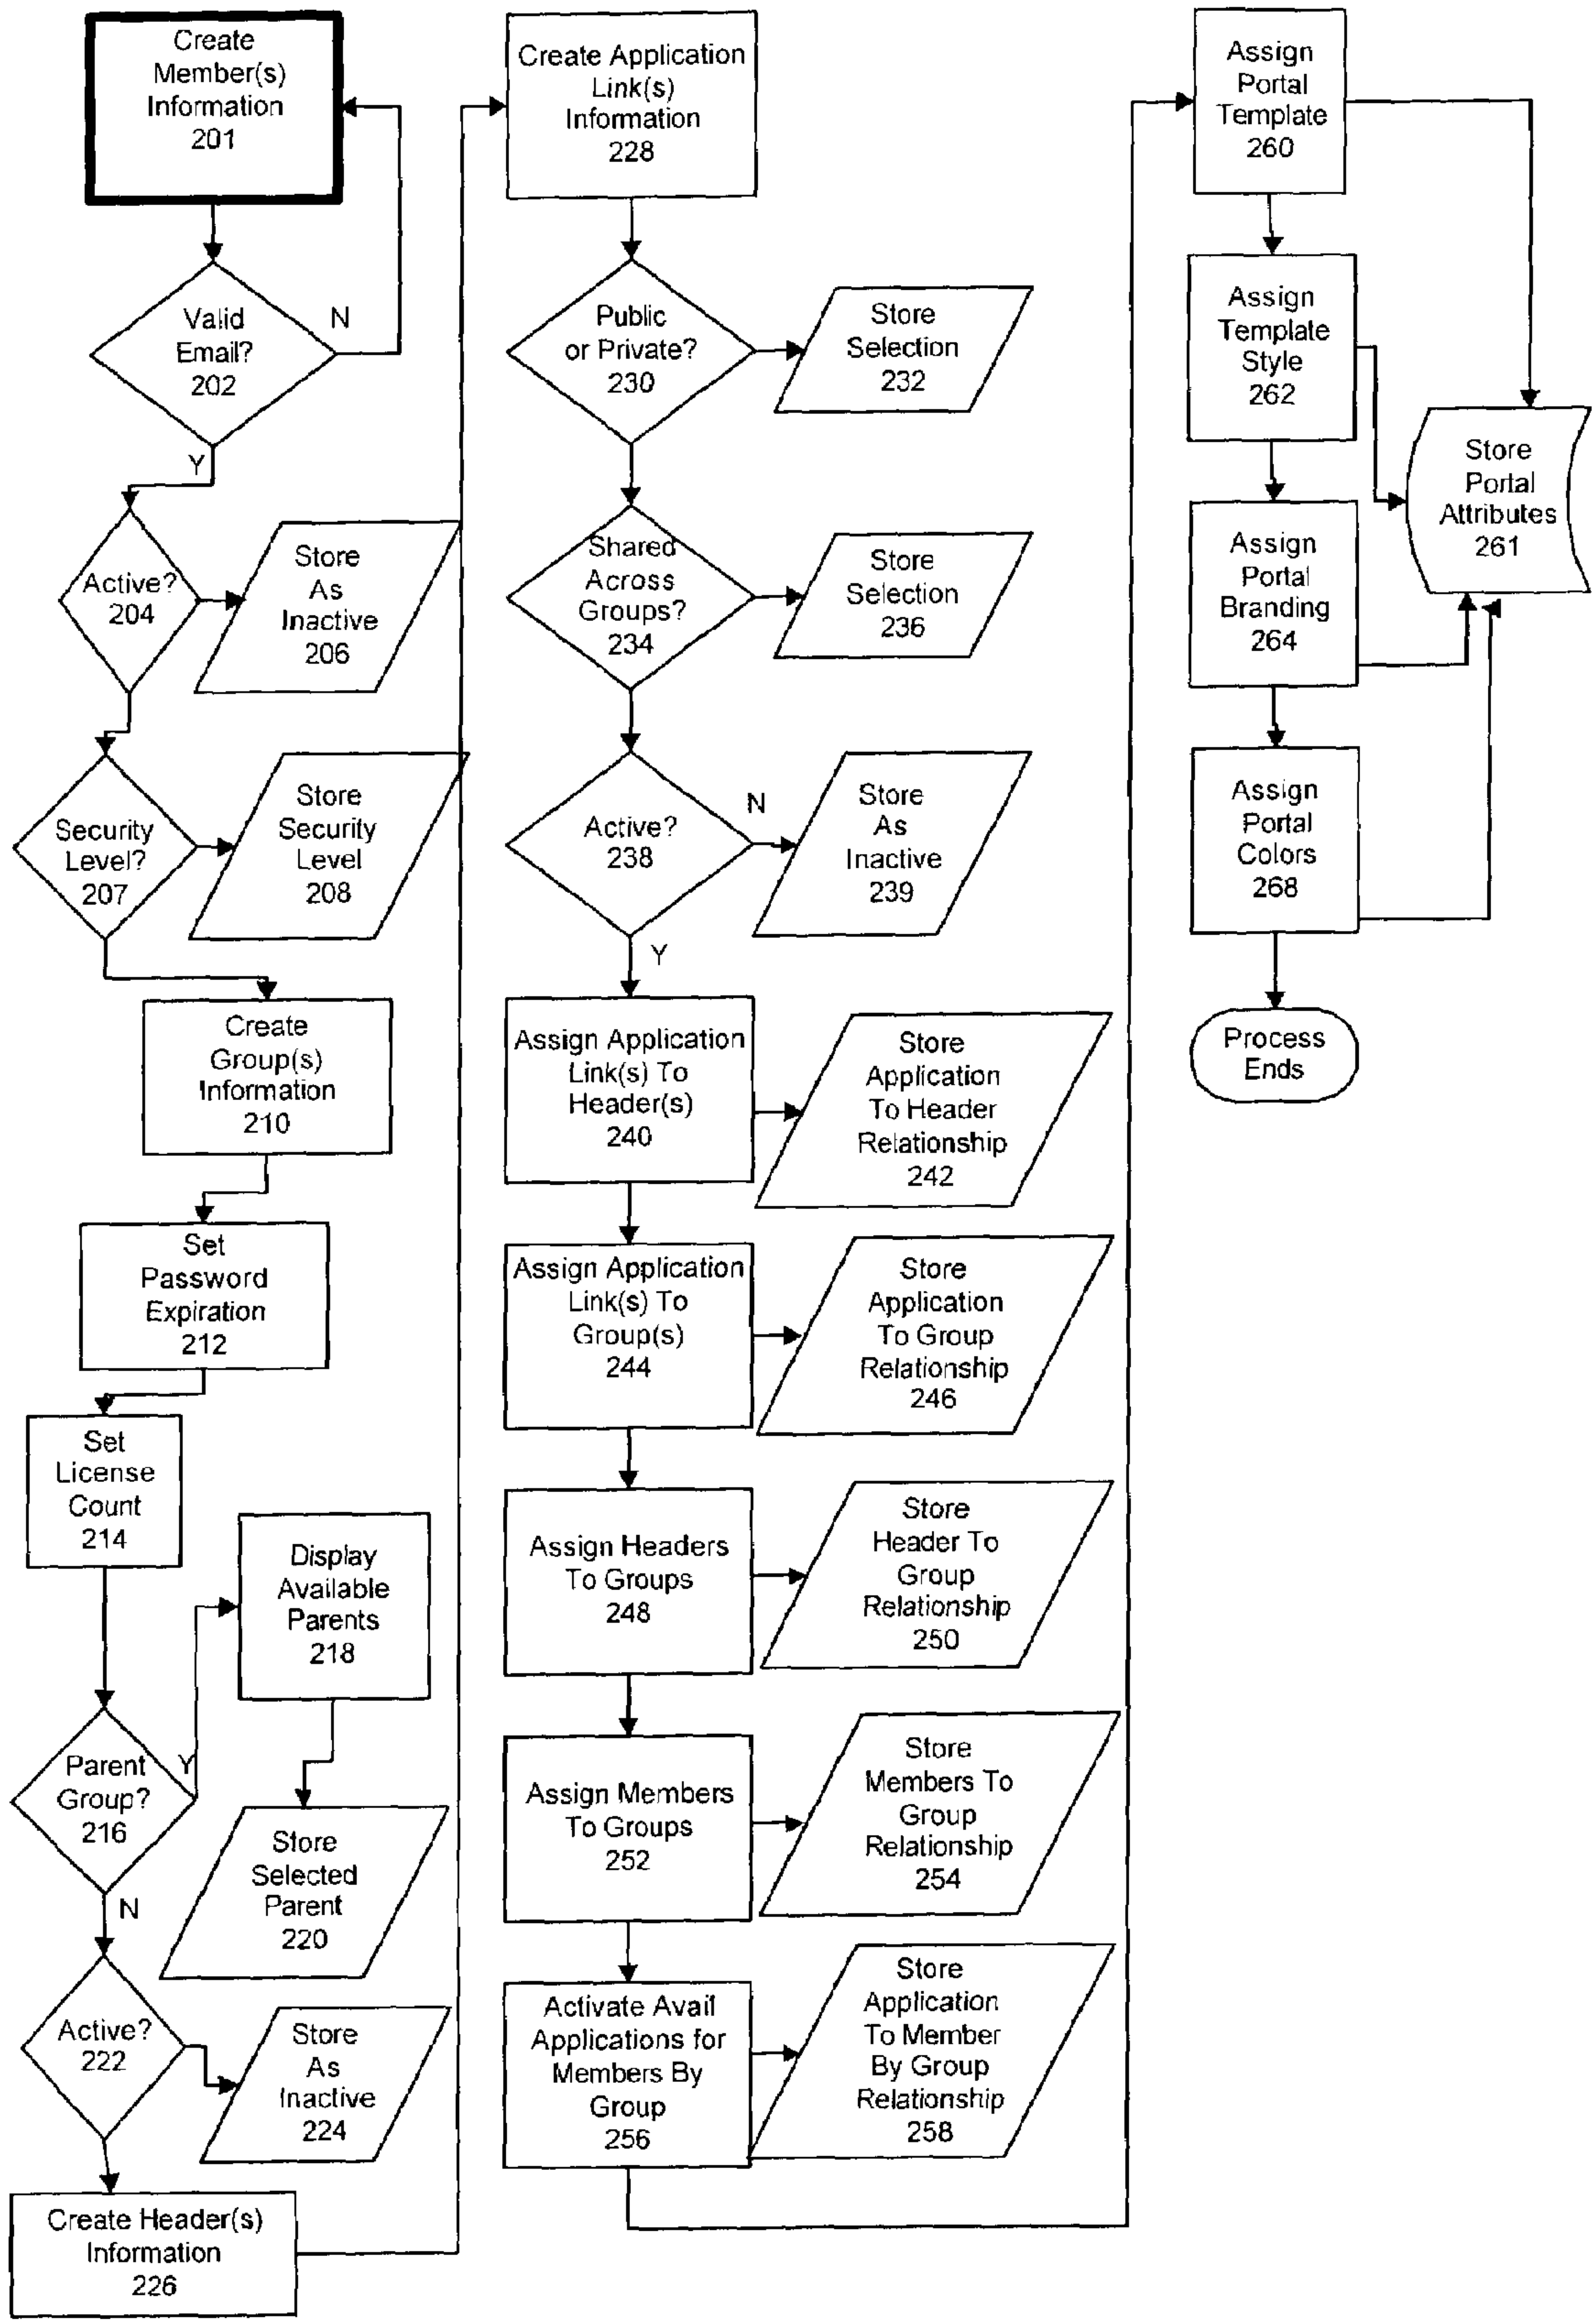 Create
Member(s)
Information
201
Valid
Email?
202
N
Y
Active?
204
Store
As
Inactive
206
Security
Level?
207
Store
Security
Level
208
Create
Group(s)
Information
210
Set
Password
Expiration
212
Set
License
Count
214
Display
Available
Parents
218
Parent
Group?
216
Y
N
Store
Selected
Parent
220
Active?
222
Store
As
Inactive
224
Create Header(s)
Information
226
Create Application
Link(s)
Information
228
Public
or Private?
230
Store
Selection
232
Shared
Across
Groups?
234
Store
Selection
236
Active?
238
N
Y
Store
As
Inactive
239
Assign Application
Link(s) To
Header(s)
240
Store
Application
To Header
Relationship
242
Assign Application
Link(s) To
Group(s)
244
Store
Application
To Group
Relationship
246
Assign Headers
To Groups
248
Store
Header To
Group
Relationship
250
Assign Members
To Groups
252
Store
Members To
Group
Relationship
254
Activate Avail
Applications for
Members By
Group
256
Store
Application
To Member
By Group
Relationship
258
Assign
Portal
Template
260
Assign
Template
Style
262
Store
Portal
Attributes
261
Assign
Portal
Branding
264
Assign
Portal
Colors
268
Process
Ends